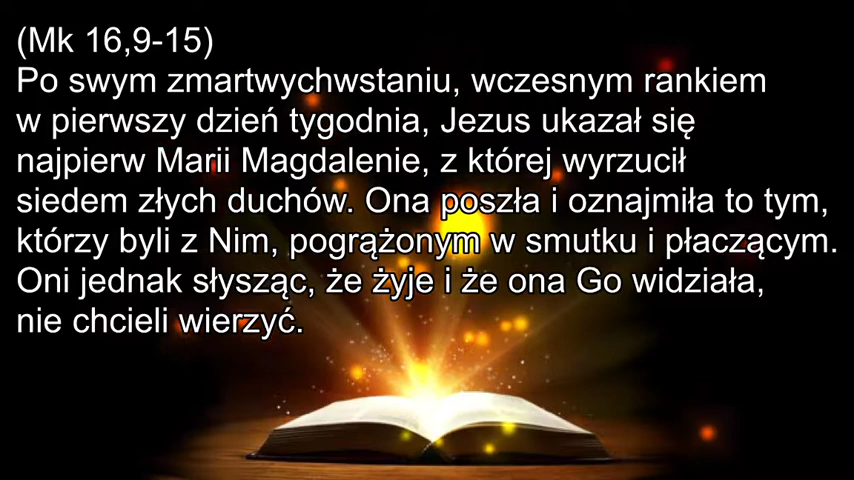 (Mk 16,9-15)
Po swym zmartwychwstaniu, wczesnym rankiem
w pierwszy dzień tygodnia, Jezus ukazał się
najpierw Marii Magdalenie, z której wyrzucił
siedem złych duchów. Ona poszła i oznajmiła to tym,
którzy byli z Nim, pogrążonym w smutku i płaczącym.
Oni jednak słysząc, że żyje i że ona Go widziała,
nie chcieli wierzyć.